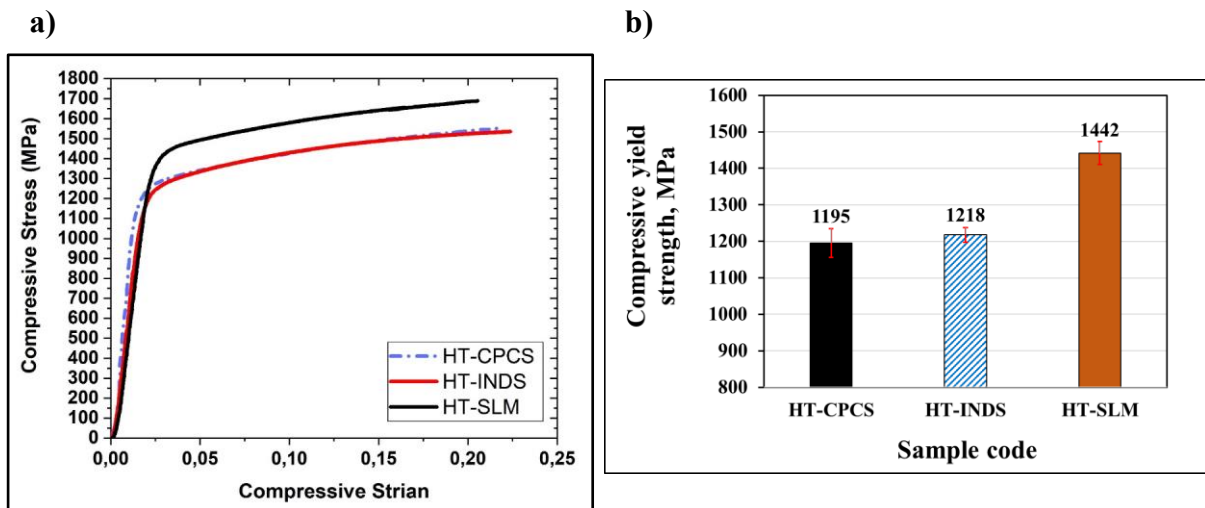 a)
1800
1700
1600
1500
1400
1300
1200
1100
1000
900
800
700
600
500
400
300
200
100
0
Compressive Stress (MPa)
HT-CPCS
HT-INDS
HT-SLM
0,00 0,05 0,10 0,15 0,20 0,25
Compressive Strian
b)
1600
1500
1400
1300
1200
1100
1000
900
800
Compressive yield
strength, MPa
1195
1218
1442
HT-CPCS HT-INDS HT-SLM
Sample code